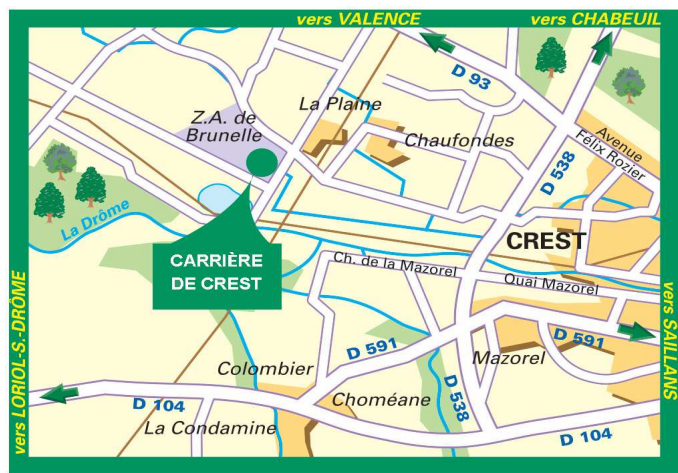 vers VALENCE
vers CHABEUIL
D 93
La Plaine
Z.A. de
Brunelle
Chaufondes
Avenue
Félix Rozier
D 538
La Drôme
CREST
CARRIÈRE
DE CREST
Ch. de la Mazorel
Quai Mazorel
vers LORIOL-S.-DRÔME
vers SAILLANS
D 591
D 591
Mazorel
Colombier
Choméane
D 538
D 104
La Condamine
D 104